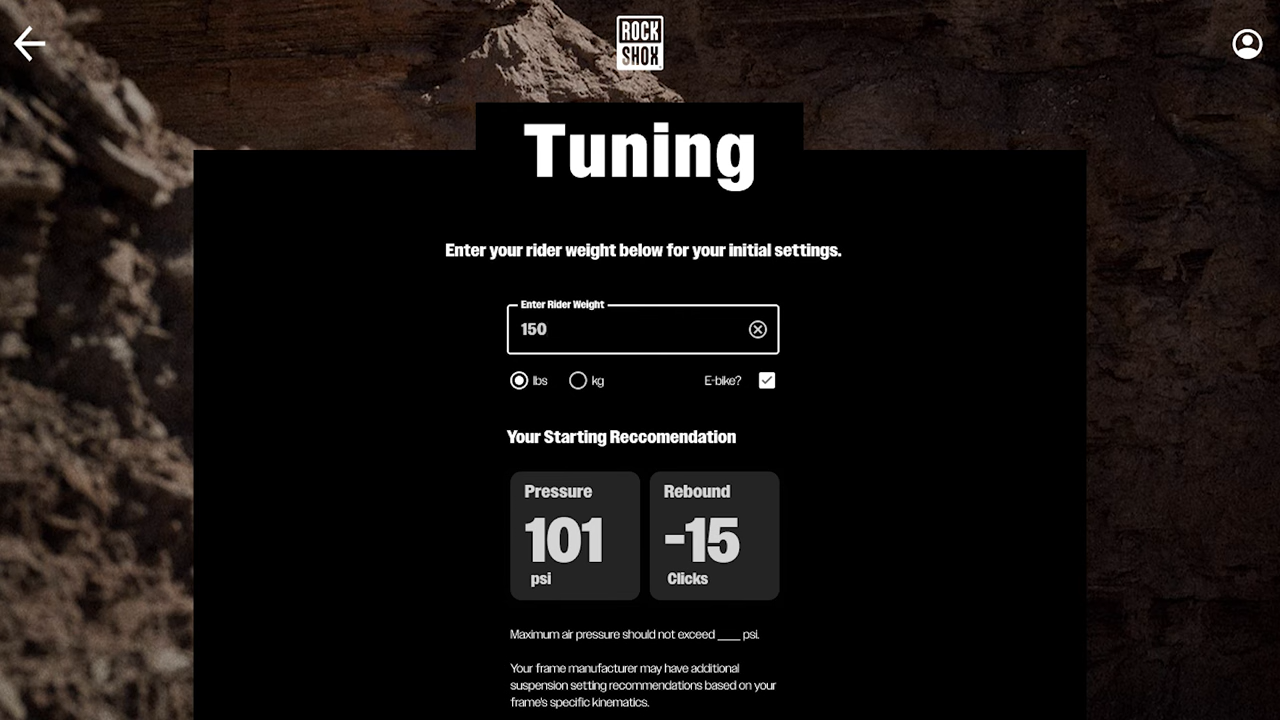 ROCK
SHOX
Tuning
Enter your rider weight below for your initial settings.
Enter Rider Weight
150
lbs kg E-bike?
Your Starting Reccomendation
Pressure Rebound
101 -15
psi Clicks
Maximum air pressure should not exceed ____ psi.
Your frame manufacturer may have additional
suspension setting recommendations based on your
frame's specific kinematics.